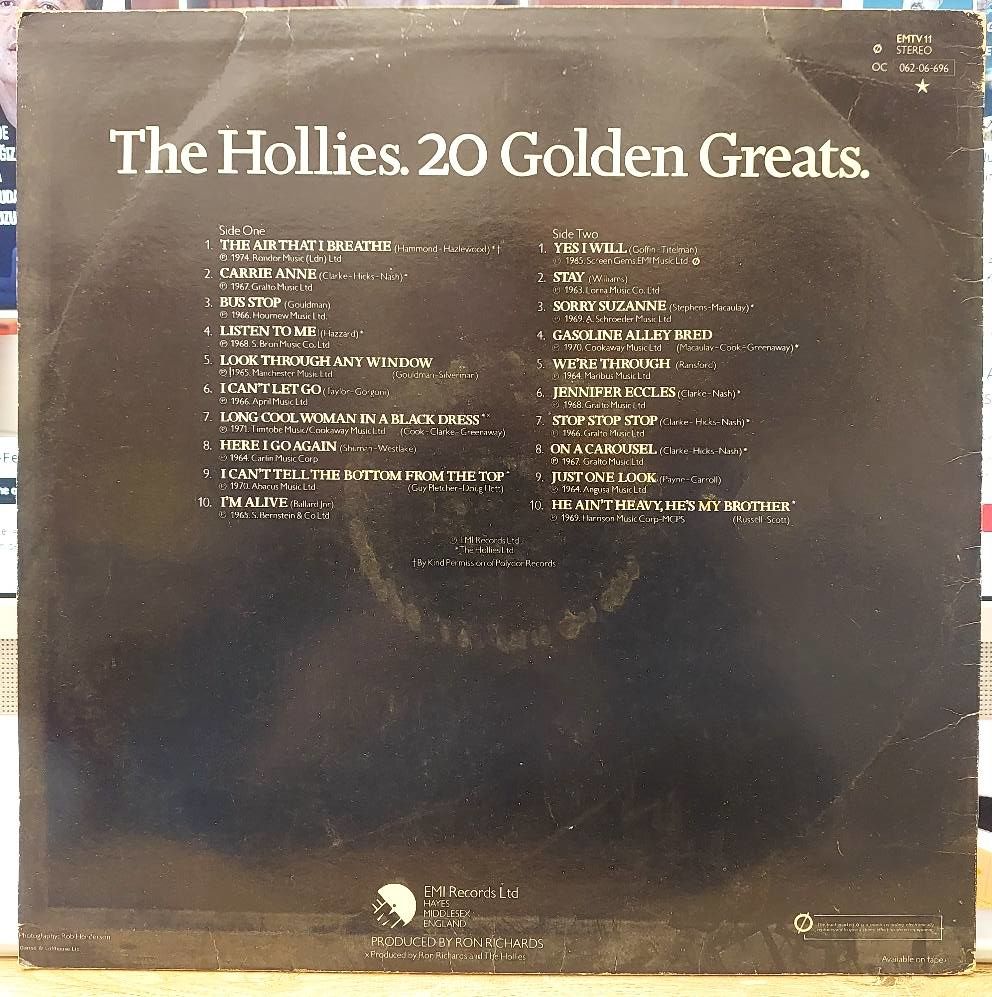 EMTV 11
Ø STEREO
OC 062-06-696
★
The Hollies. 20 Golden Greats.
Side One
1. THE AIR THAT I BREATHE (Hammond-Hazlewood) *†
℗ 1974. Rondor Music (Ldn) Ltd
2. CARRIE ANNE (Clarke-Hicks-Nash) *
℗ 1967. Gralto Music Ltd
3. BUS STOP (Gouldman)
℗ 1966. Hournew Music Ltd.
4. LISTEN TO ME (Hazzard) *
℗ 1968. S. Bron Music Co. Ltd
5. LOOK THROUGH ANY WINDOW
℗ 1965. Manchester Music Ltd (Gouldman-Silverman)
6. I CAN'T LET GO (Taylor-Gorgoni)
℗ 1966. April Music Ltd
7. LONG COOL WOMAN IN A BLACK DRESS
℗ 1971. Timtobe Music/Cookaway Music Ltd (Cook-Clarke-Greenaway)
8. HERE I GO AGAIN (Shuman-Westlake)
℗ 1964. Carlin Music Corp
9. I CAN'T TELL THE BOTTOM FROM THE TOP *
℗ 1970. Abacus Music Ltd (Guy Fletcher-Doug Flett)
10. I'M ALIVE (Ballard Jnr)
℗ 1965. S. Bernstein & Co Ltd
Side Two
1. YES I WILL (Goffin-Titelman)
℗ 1965. Screen Gems. EMI Music Ltd Ø
2. STAY (Williams)
℗ 1963. Lorna Music Co. Ltd
3. SORRY SUZANNE (Stephens-Macaulay) *
℗ 1969. A. Schroeder Music Ltd
4. GASOLINE ALLEY BRED
℗ 1970. Cookaway Music Ltd (Macaulay-Cook-Greenaway) *
5. WE'RE THROUGH (Ransford)
℗ 1964. Maribus Music Ltd
6. JENNIFER ECCLES (Clarke-Nash) *
℗ 1968. Gralto Music Ltd
7. STOP STOP STOP (Clarke-Hicks-Nash) *
℗ 1966. Gralto Music Ltd
8. ON A CAROUSEL (Clarke-Hicks-Nash) *
℗ 1967. Gralto Music Ltd
9. JUST ONE LOOK (Payne-Carroll)
℗ 1964. Angusa Music Ltd
10. HE AIN'T HEAVY, HE'S MY BROTHER *
℗ 1969. Harrison Music Corp-MCPS (Russell-Scott)
℗ EMI Records Ltd
*The Hollies Ltd
†By Kind Permission of Polydor Records
EMI Records Ltd
HAYES
MIDDLESEX
ENGLAND
PRODUCED BY RON RICHARDS
x Produced by Ron Richards and The Hollies
Photography: Rob Henderson
Available on tape